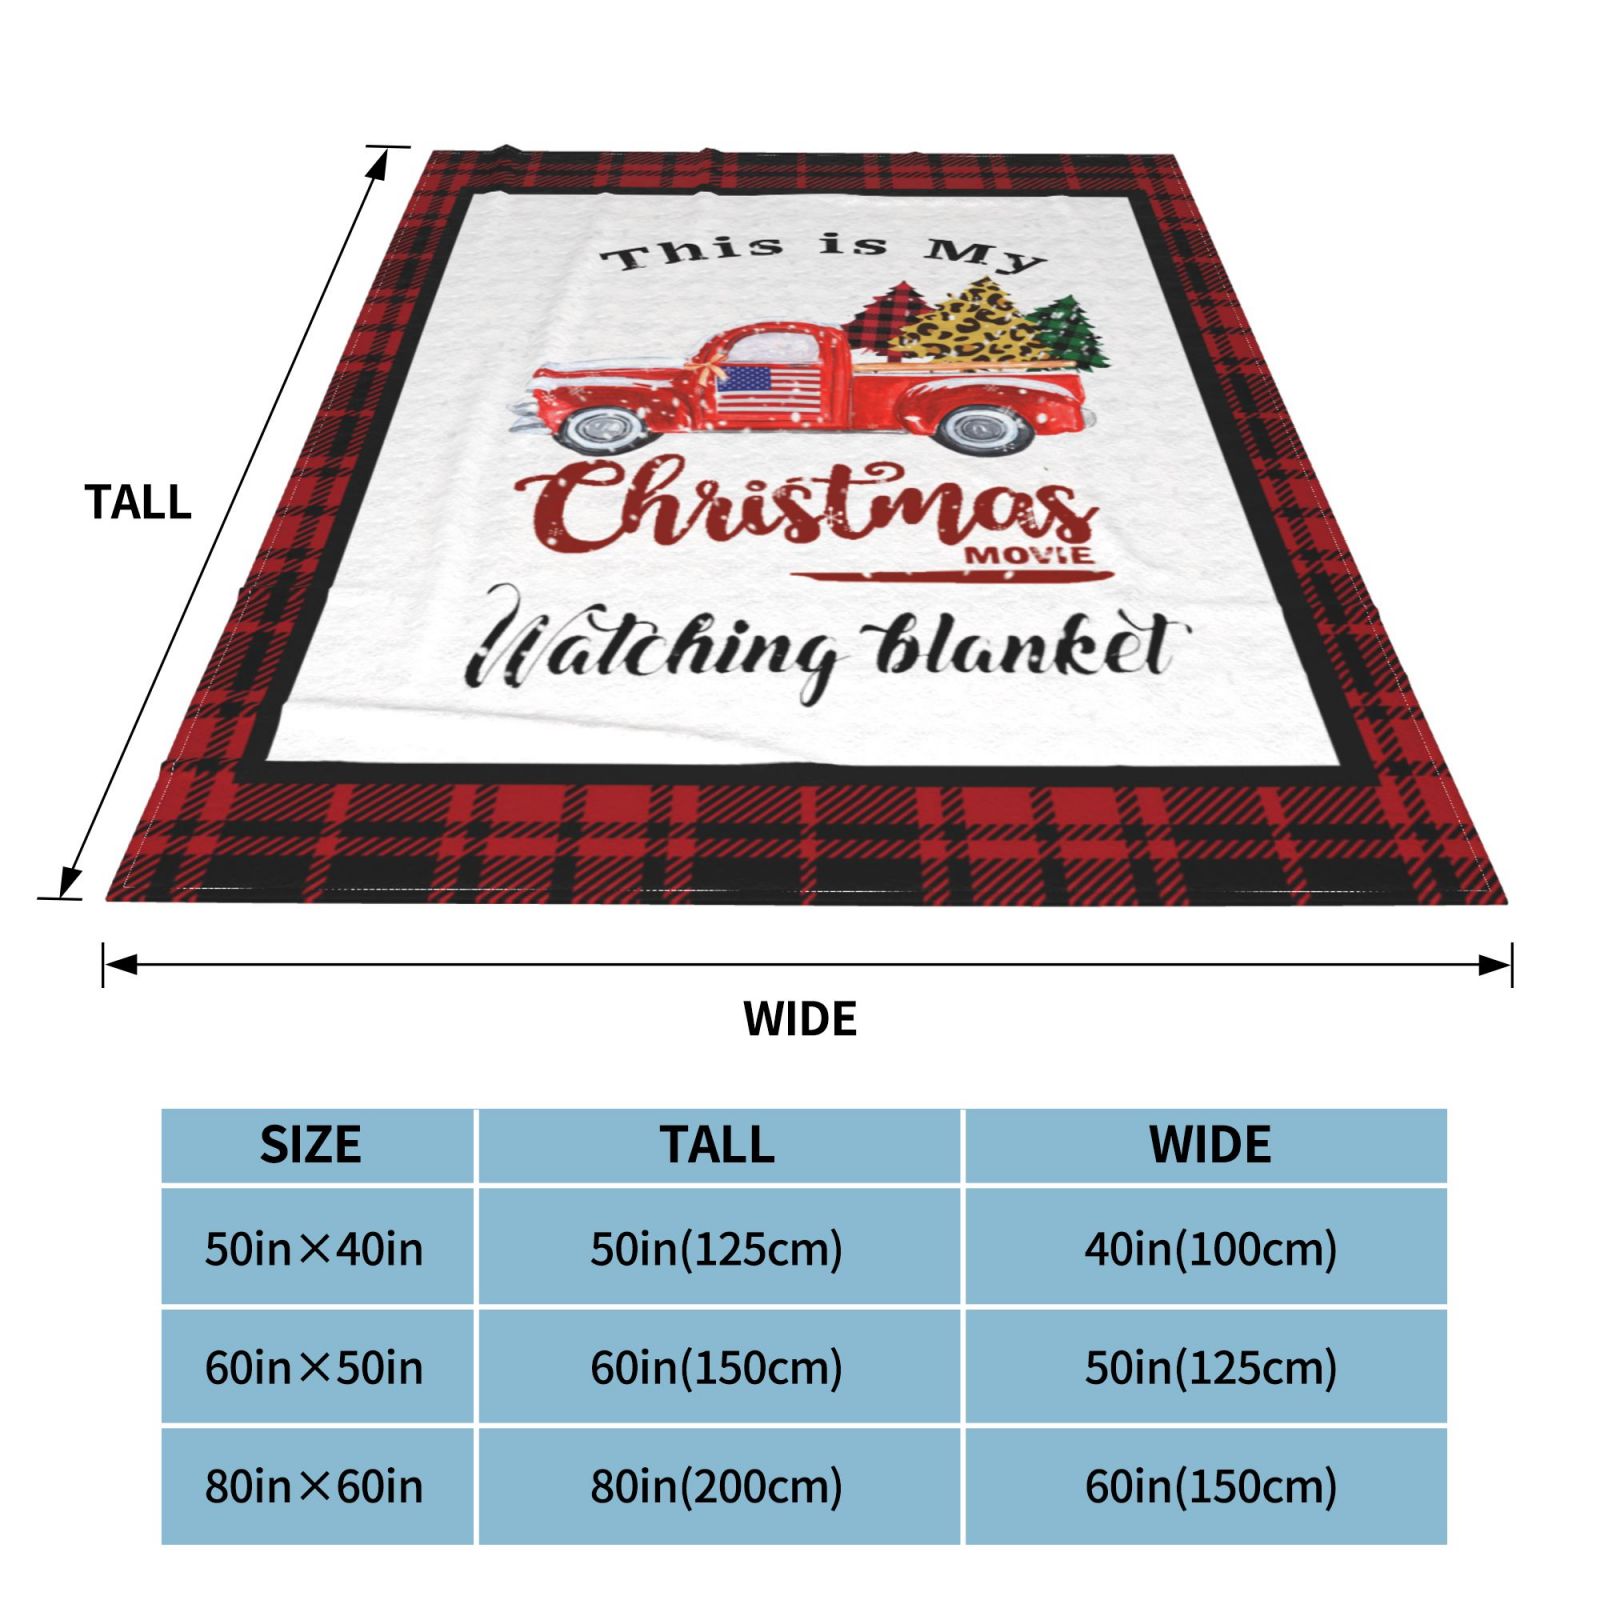 This is My
Christmas
MOVIE
Watching blanket
TALL
WIDE
SIZE TALL WIDE
50in×40in 50in(125cm) 40in(100cm)
60in×50in 60in(150cm) 50in(125cm)
80in×60in 80in(200cm) 60in(150cm)